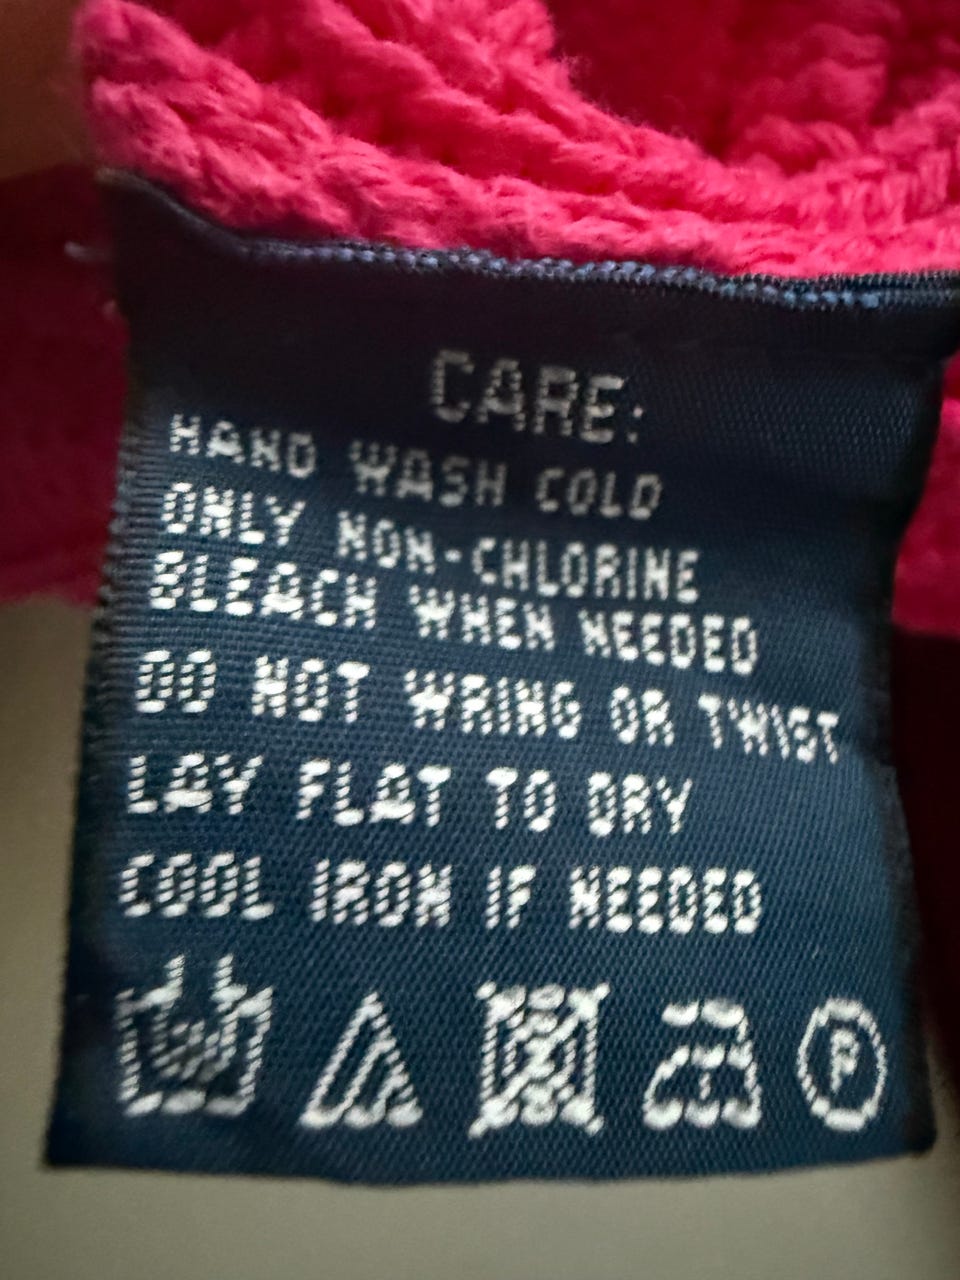 CARE:
HAND WASH COLD
ONLY NON-CHLORINE
BLEACH WHEN NEEDED
DO NOT WRING OR TWIST
LAY FLAT TO DRY
COOL IRON IF NEEDED
P